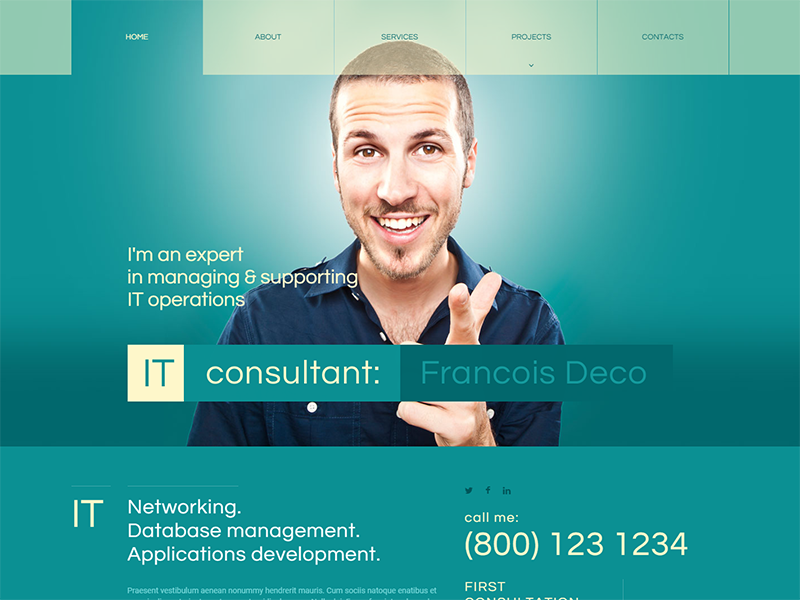 HOME ABOUT SERVICES PROJECTS CONTACTS
I'm an expert
in managing & supporting
IT operations
IT consultant: Francois Deco
IT
Networking.
Database management.
Applications development.
Praesent vestibulum aenean nonummy hendrerit mauris. Cum sociis natoque enatibus et
call me:
(800) 123 1234
FIRST
CONSULTATION